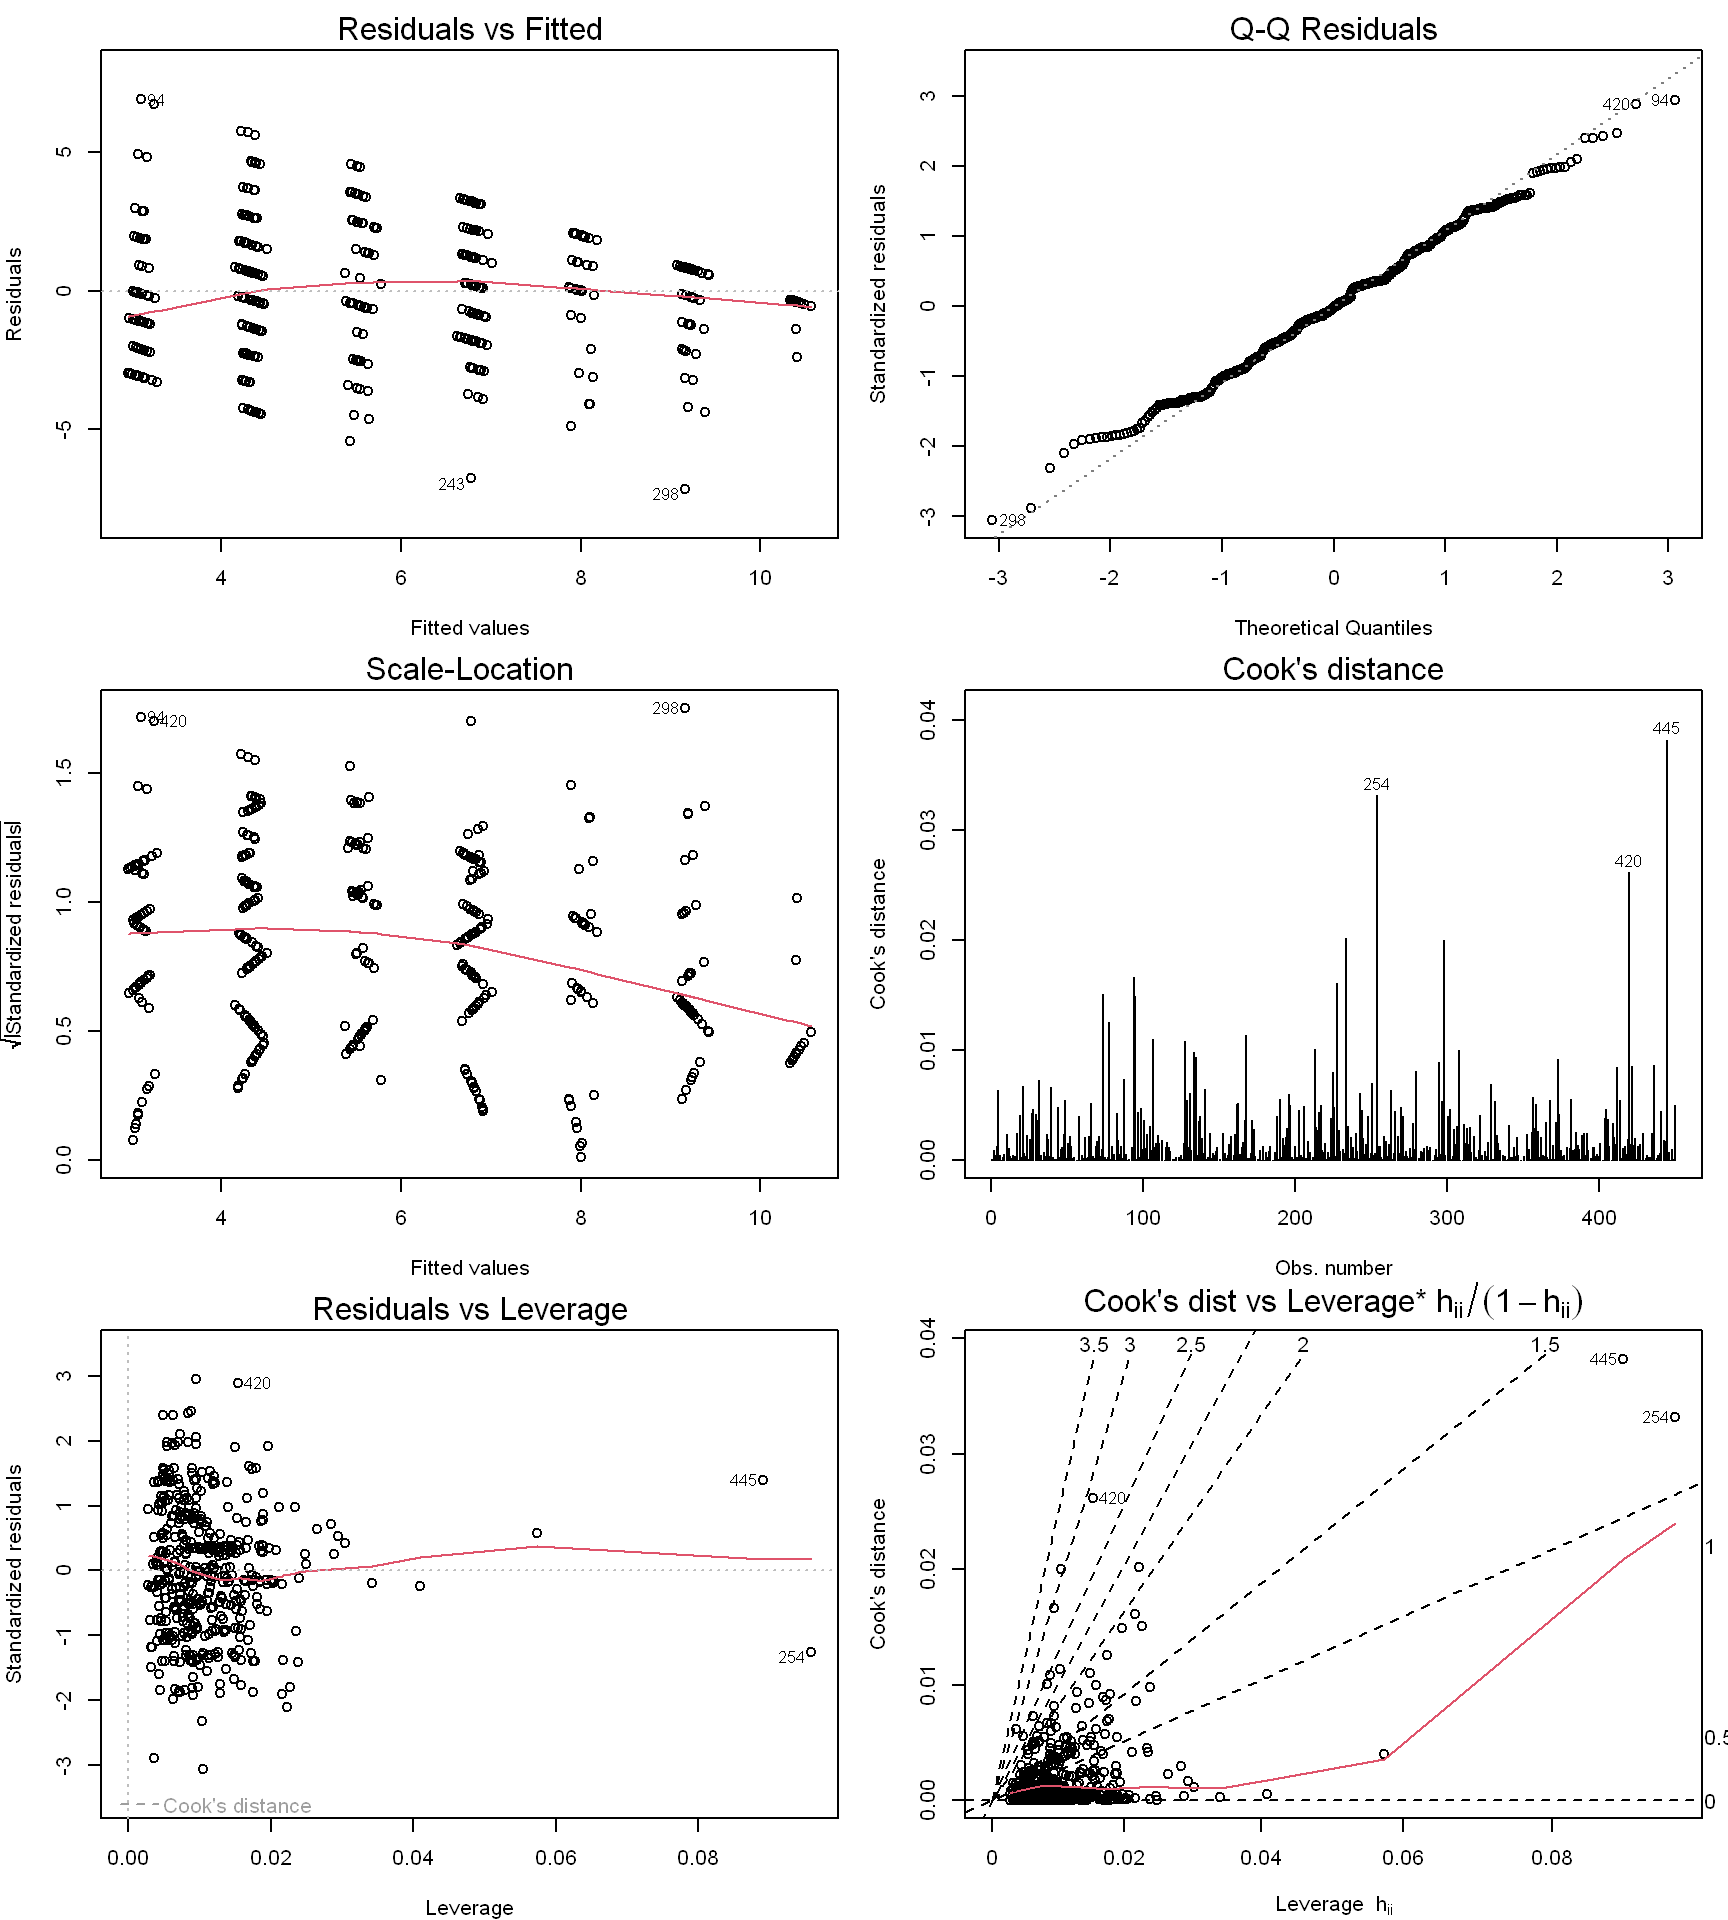 Residuals vs Fitted
Residuals
5
0
-5
94
243
298
4 6 8 10
Fitted values
Q-Q Residuals
Standardized residuals
3
2
1
0
-1
-2
-3
420
94
298
-3 -2 -1 0 1 2 3
Theoretical Quantiles
Scale-Location
√|Standardized residuals|
1.5
1.0
0.5
0.0
94
420
298
4 6 8 10
Fitted values
Cook's distance
Cook's distance
0.04
0.03
0.02
0.01
0.00
254
420
445
0 100 200 300 400
Obs. number
Residuals vs Leverage
Standardized residuals
3
2
1
0
-1
-2
-3
420
445
254
Cook's distance
0.00 0.02 0.04 0.06 0.08
Leverage
Cook's dist vs Leverage* hii/(1 − hii)
Cook's distance
0.04
0.03
0.02
0.01
0.00
3.5 3 2.5 2 1.5
1
0.5
0
445
254
420
0 0.02 0.04 0.06 0.08
Leverage hii